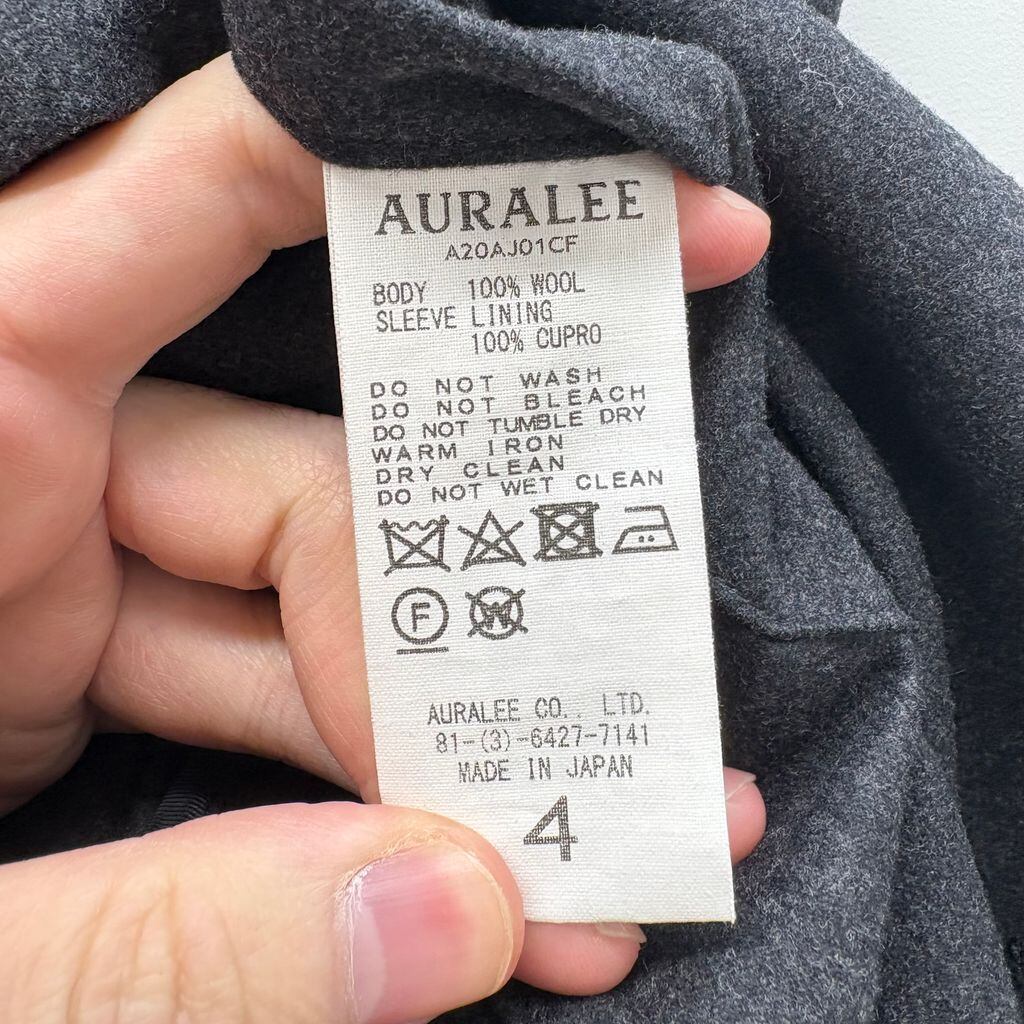 AURALEE
A20AJ01CF
BODY 100% WOOL
SLEEVE LINING
100% CUPRO
DO NOT WASH
DO NOT BLEACH
DO NOT TUMBLE DRY
WARM IRON
DRY CLEAN
DO NOT WET CLEAN
F W
AURALEE CO., LTD.
81-(3)-6427-7141
MADE IN JAPAN
4